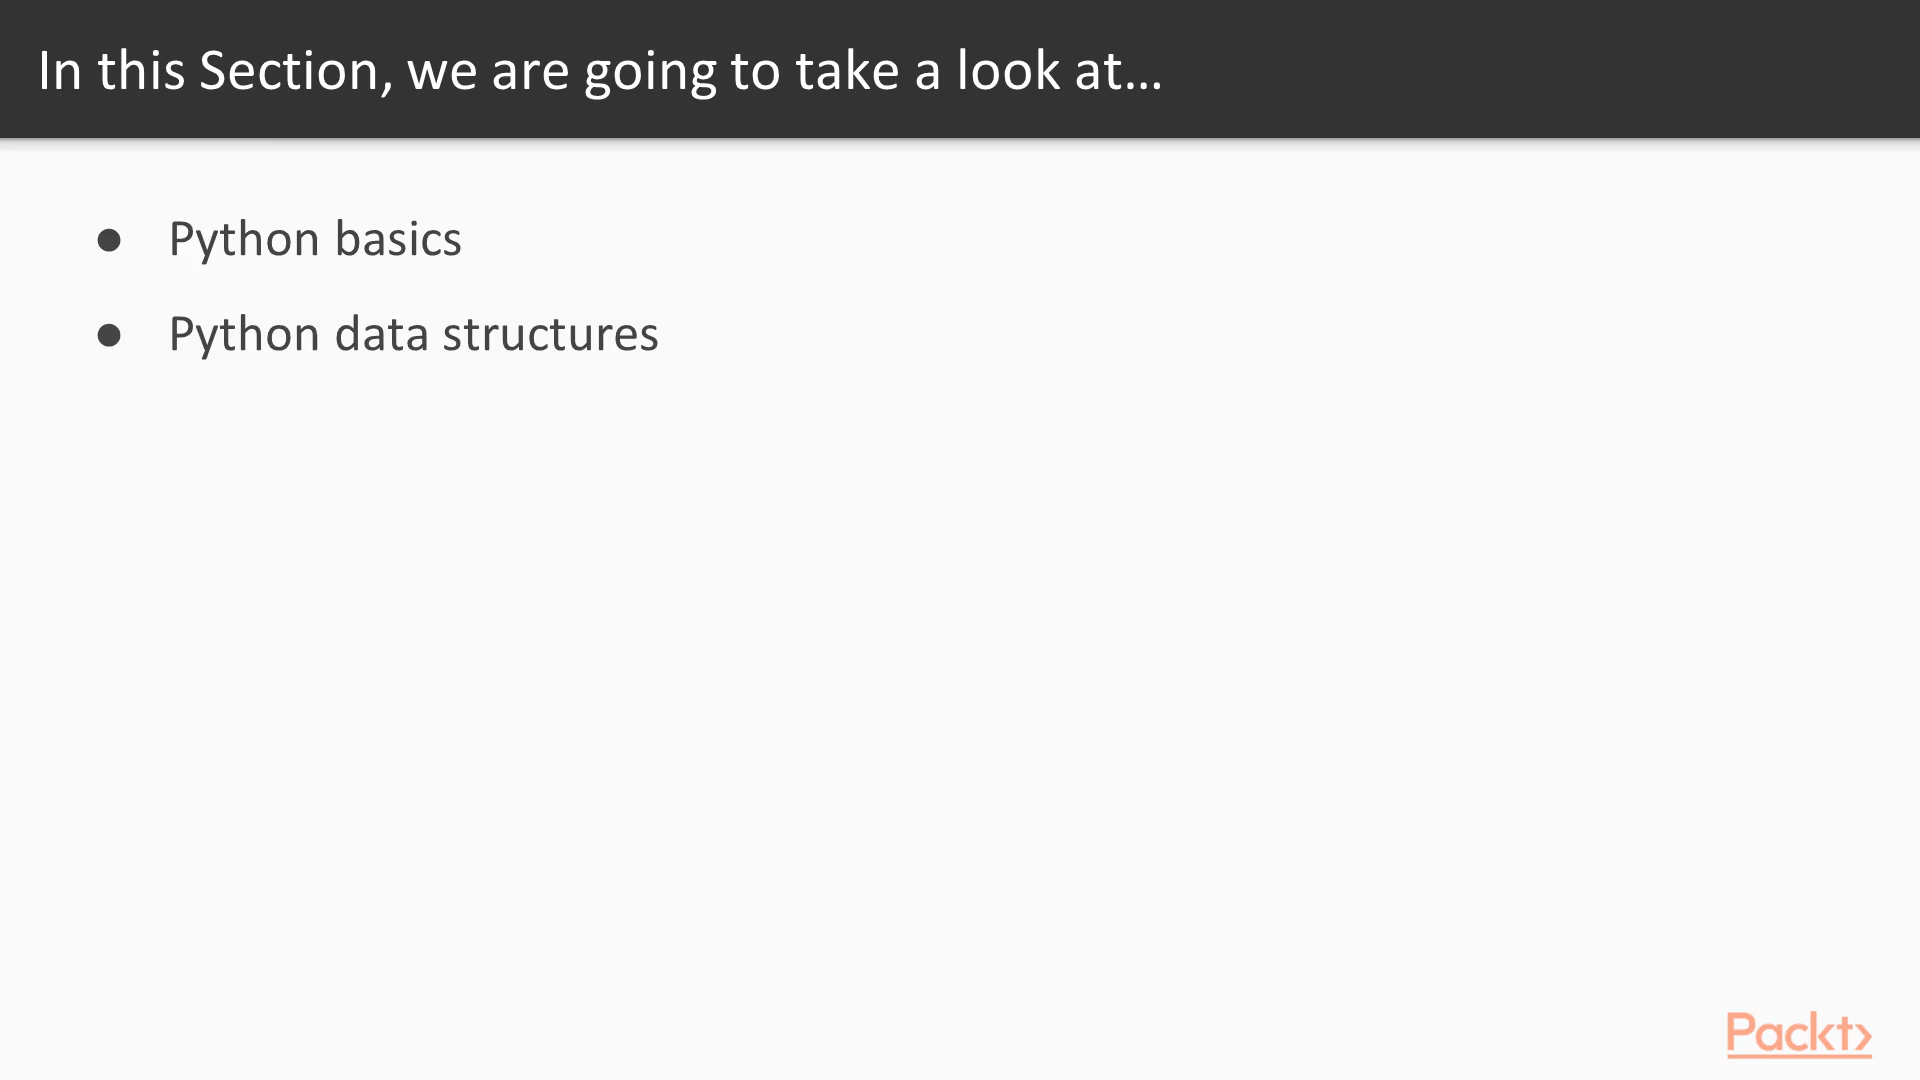 In this Section, we are going to take a look at...
● Python basics
● Python data structures
Packt>